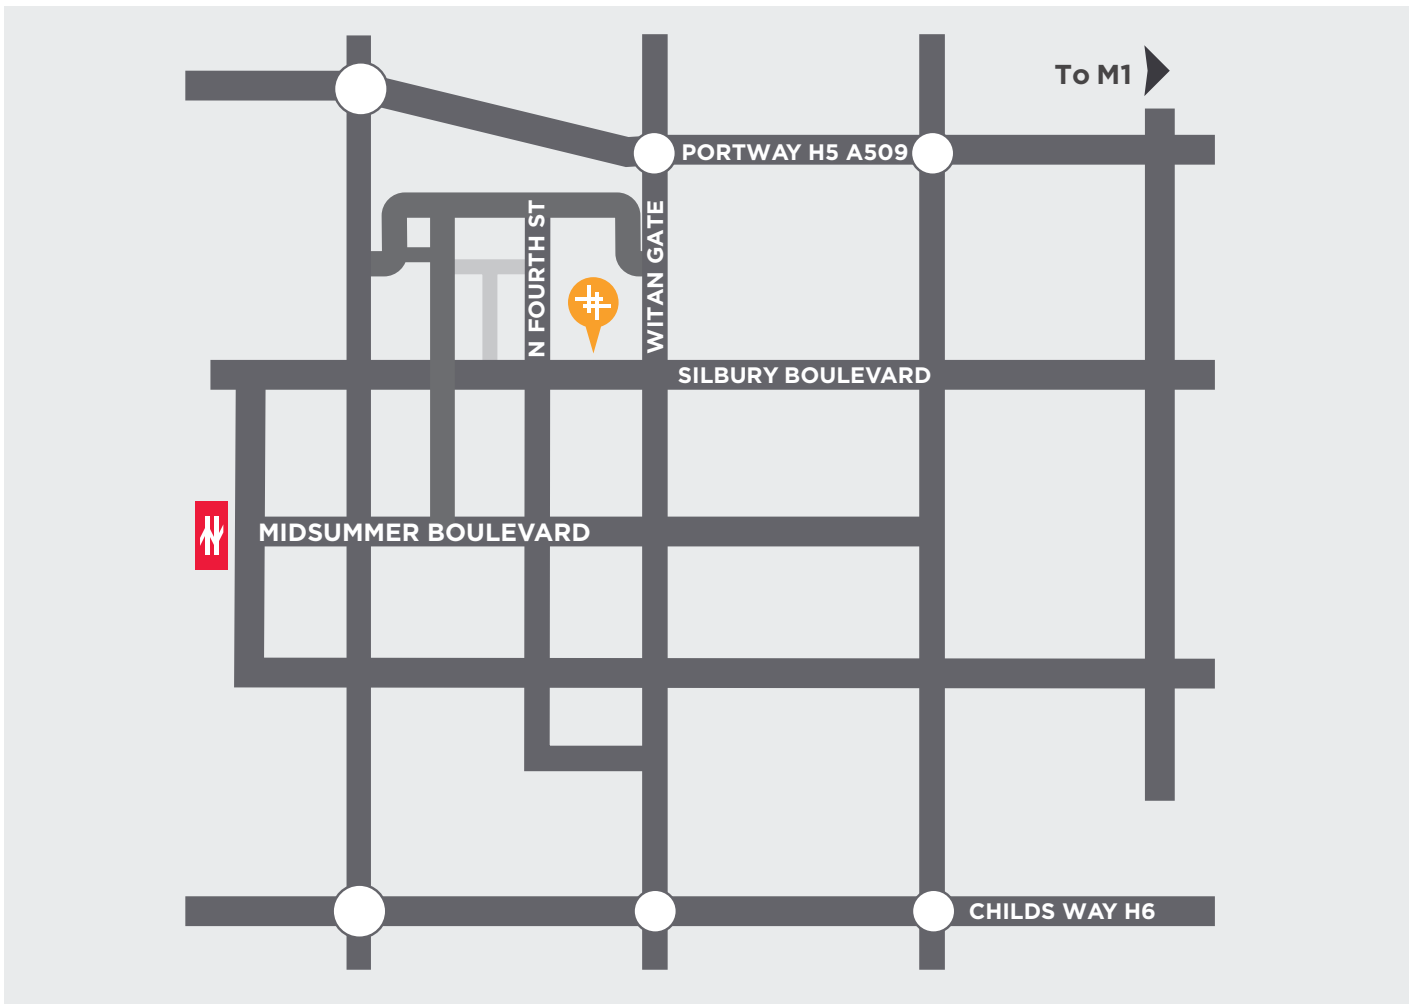 To M1
PORTWAY H5 A509
N FOURTH ST
WITAN GATE
SILBURY BOULEVARD
MIDSUMMER BOULEVARD
CHILDS WAY H6